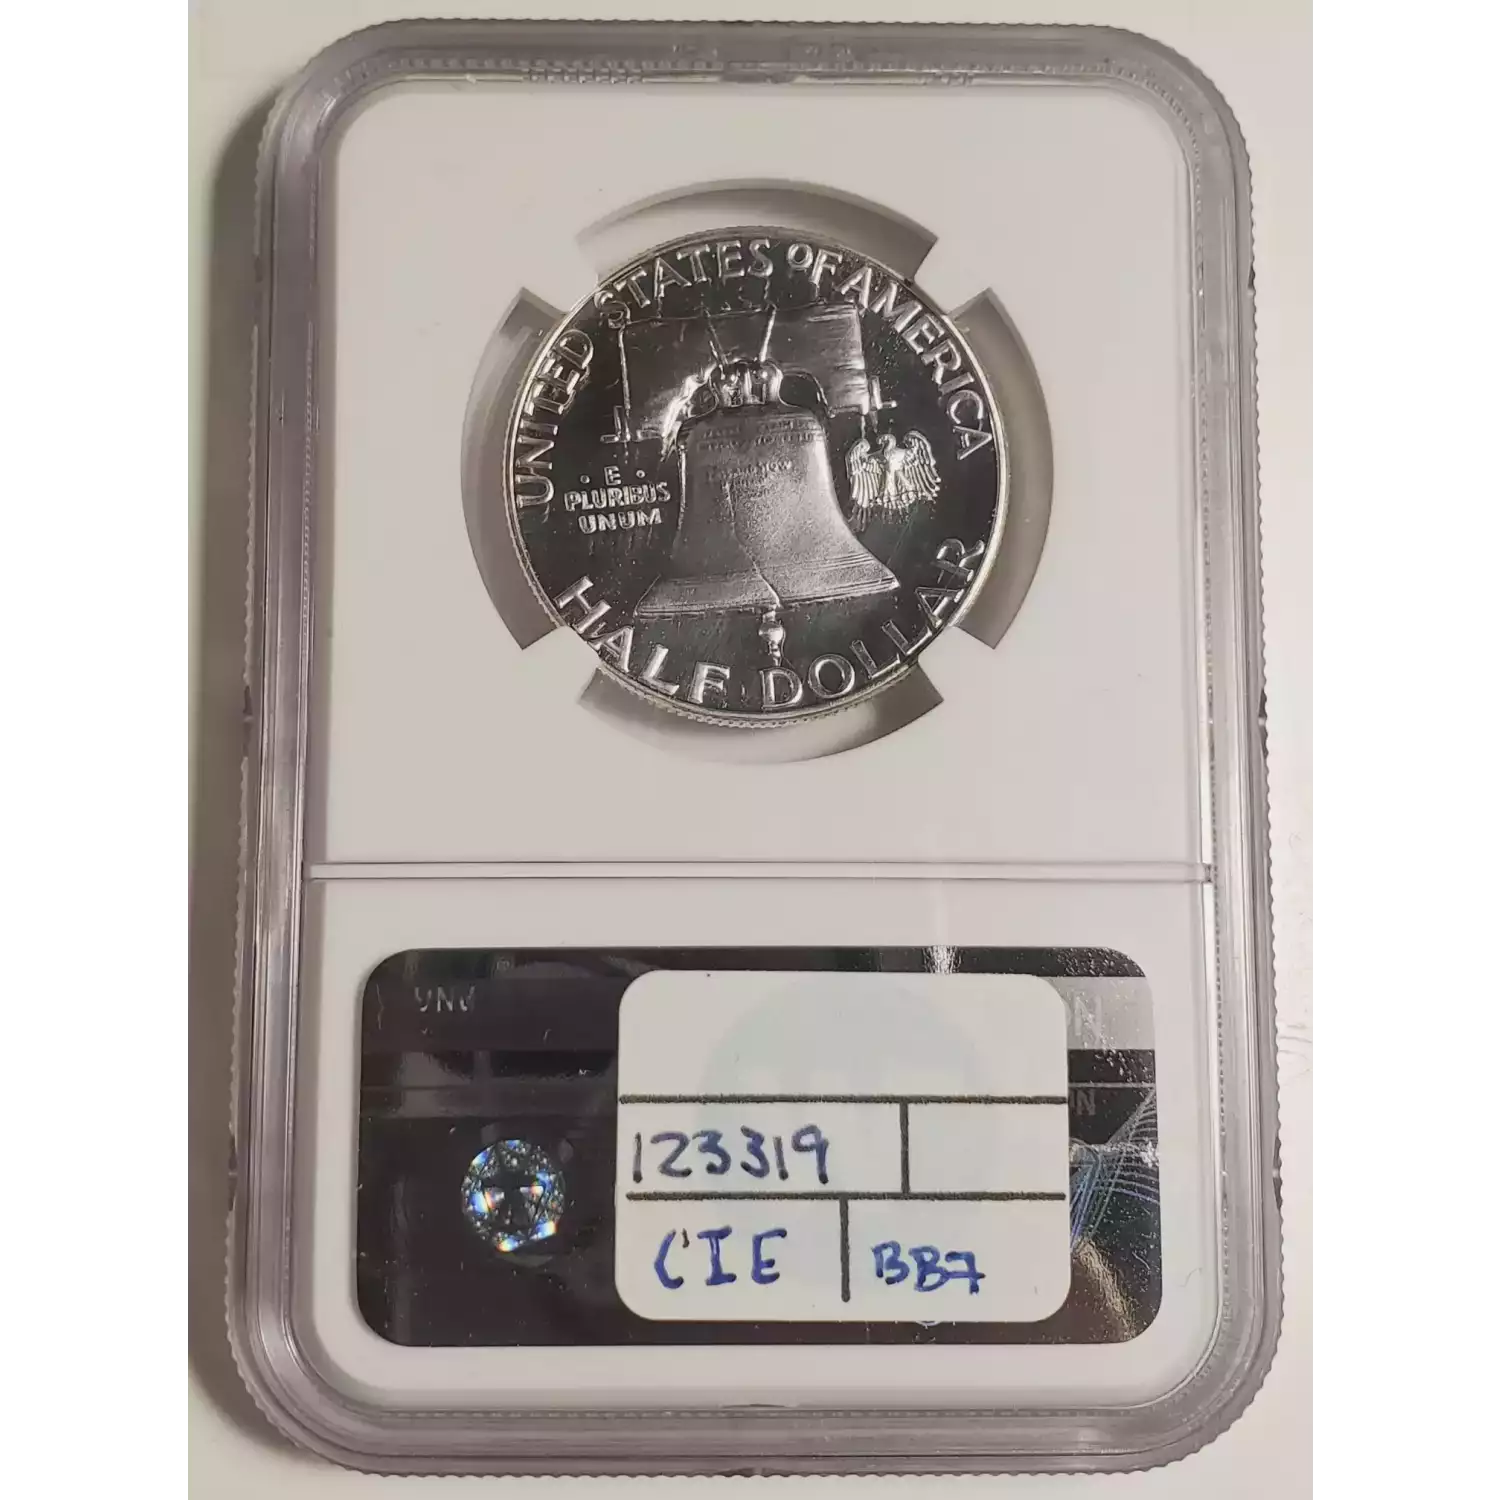 UNITED STATES OF AMERICA
· E ·
PLURIBUS
UNUM
HALF DOLLAR
123319
CIE BB7